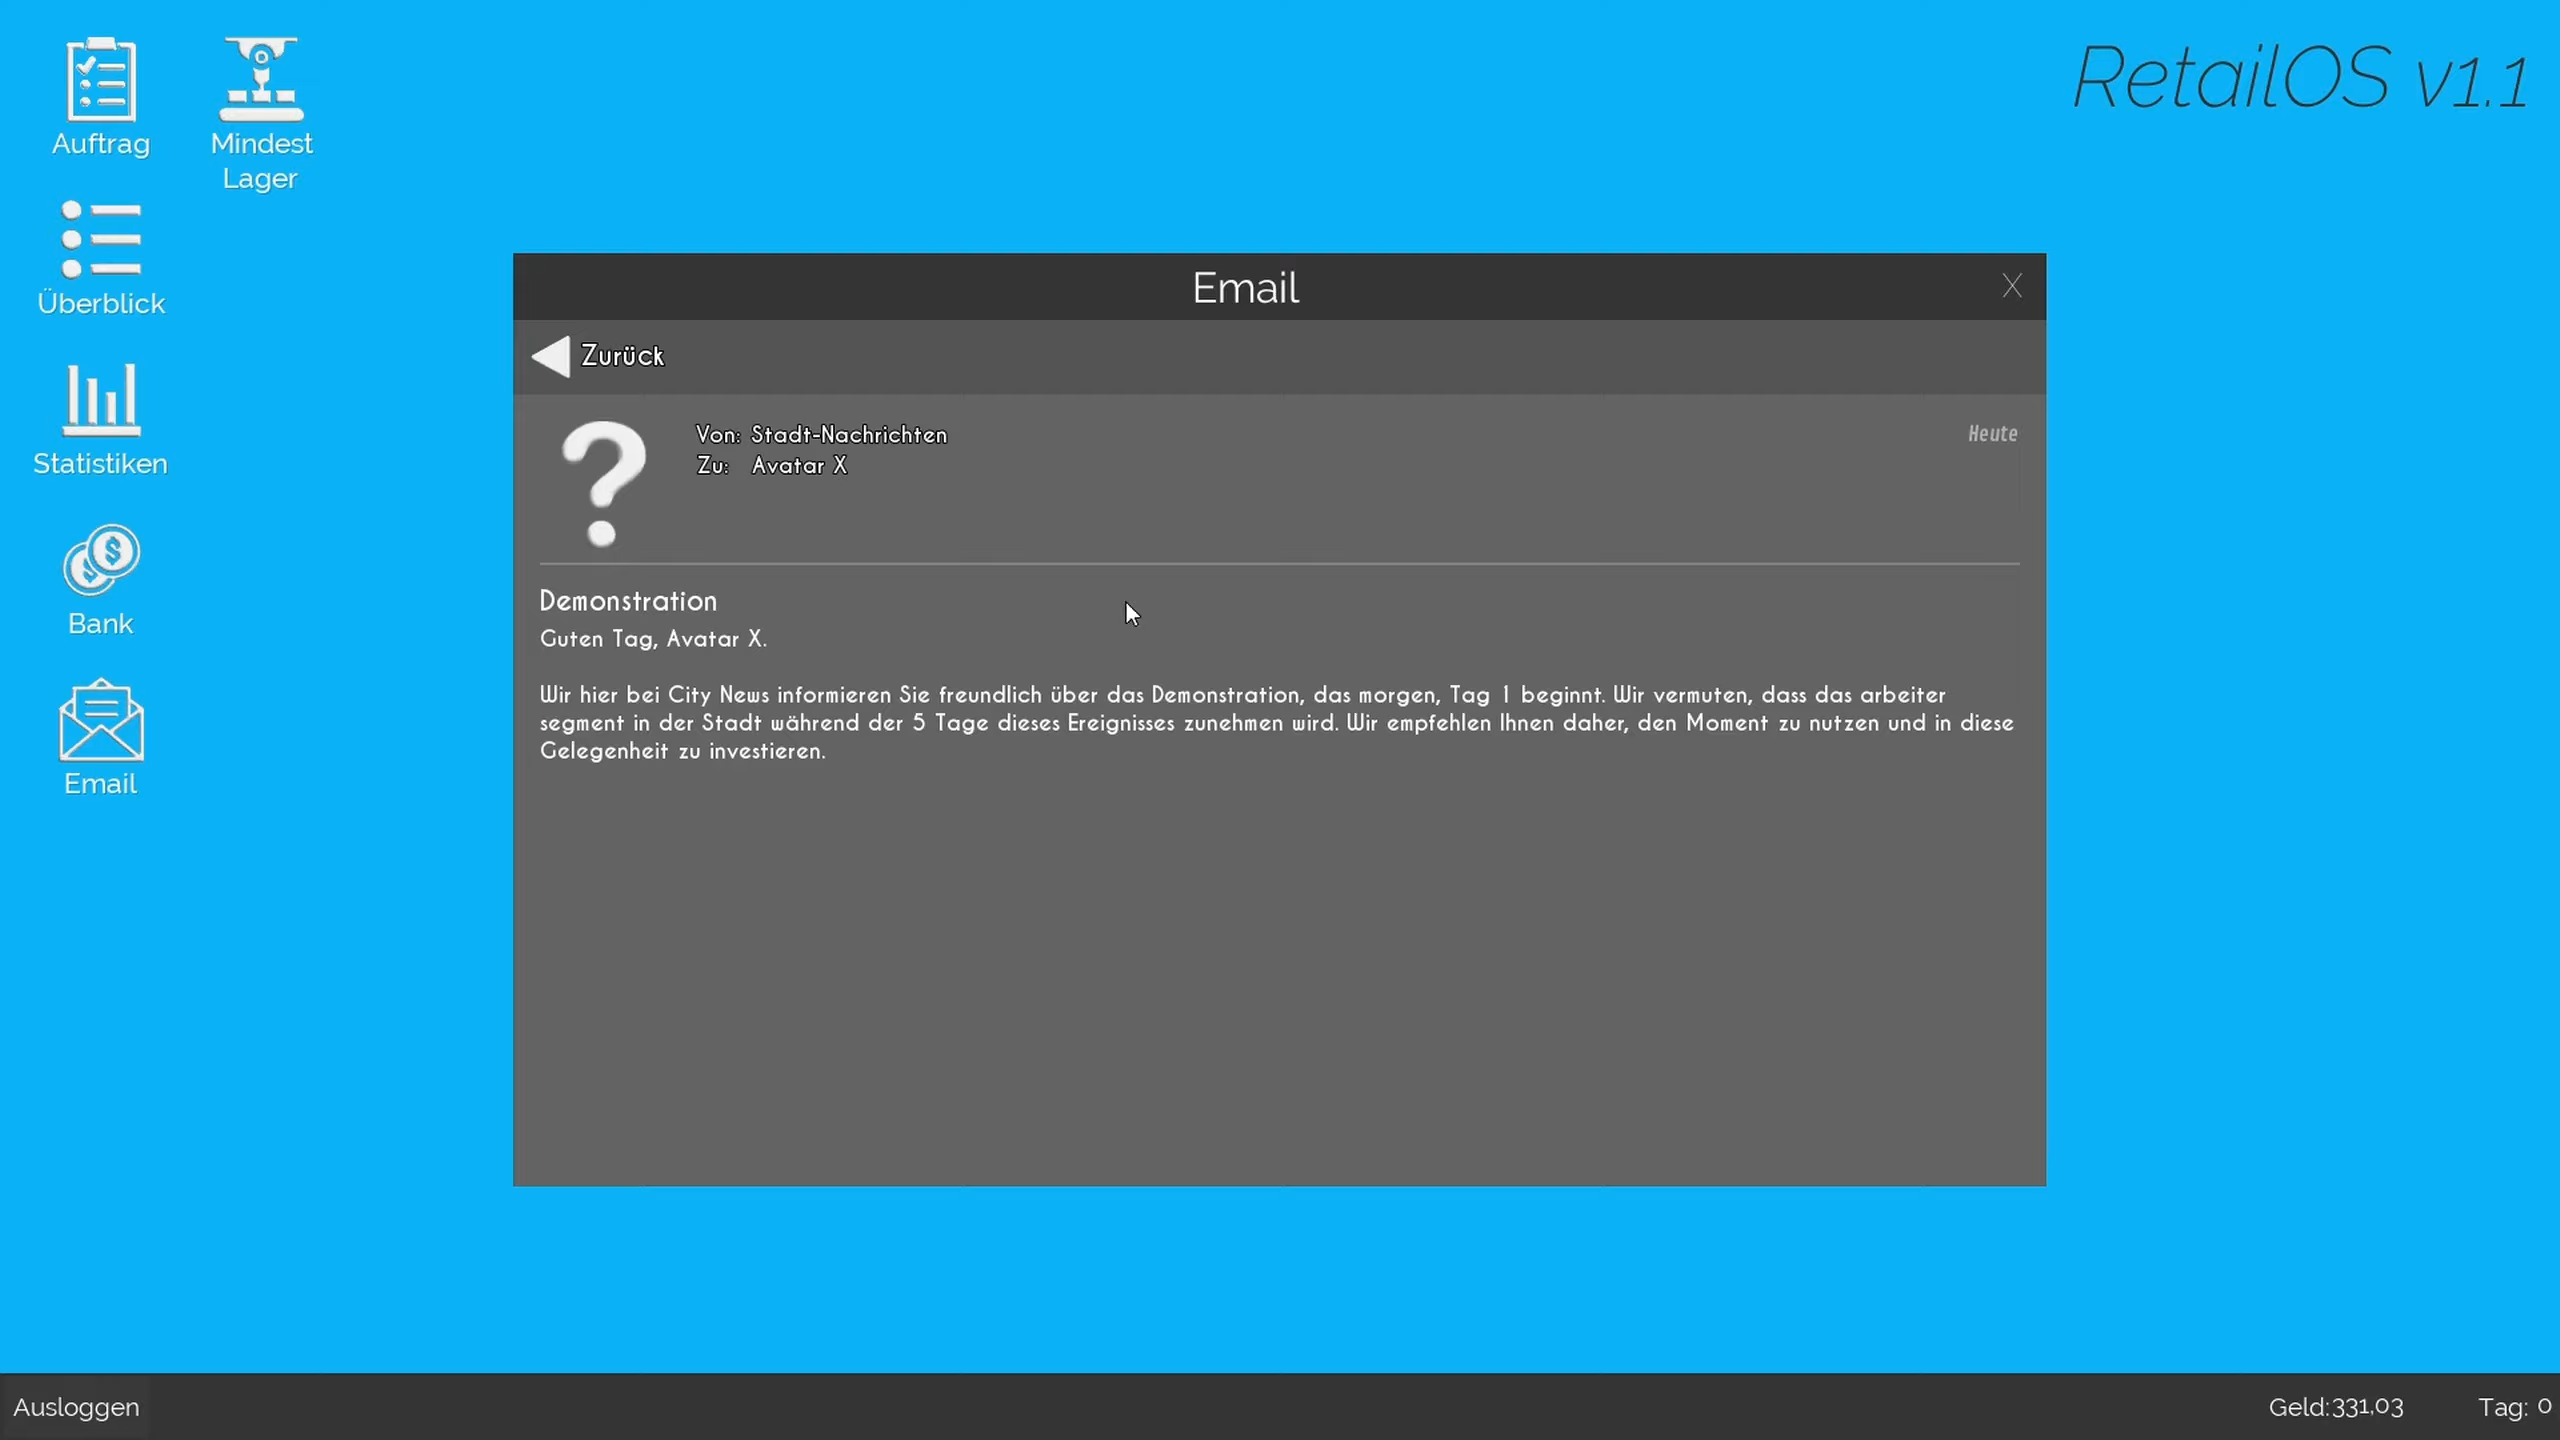 Auftrag
Mindest
Lager
Überblick
Statistiken
Bank
Email
RetailOS v1.1
Email
X
Zurück
Von: Stadt-Nachrichten
Heute
Zu: Avatar X
Demonstration
Guten Tag, Avatar X.
Wir hier bei City News informieren Sie freundlich über das Demonstration, das morgen, Tag 1 beginnt. Wir vermuten, dass das arbeiter
segment in der Stadt während der 5 Tage dieses Ereignisses zunehmen wird. Wir empfehlen Ihnen daher, den Moment zu nutzen und in diese
Gelegenheit zu investieren.
Ausloggen
Geld:331,03
Tag: 0